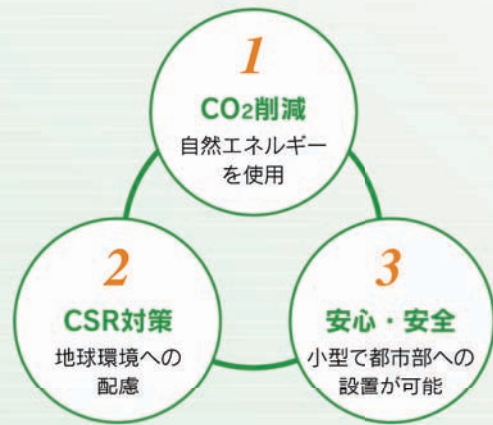 1
CO₂削減
自然エネルギー
を使用
2
CSR対策
地球環境への
配慮
3
安心・安全
小型で都市部への
設置が可能